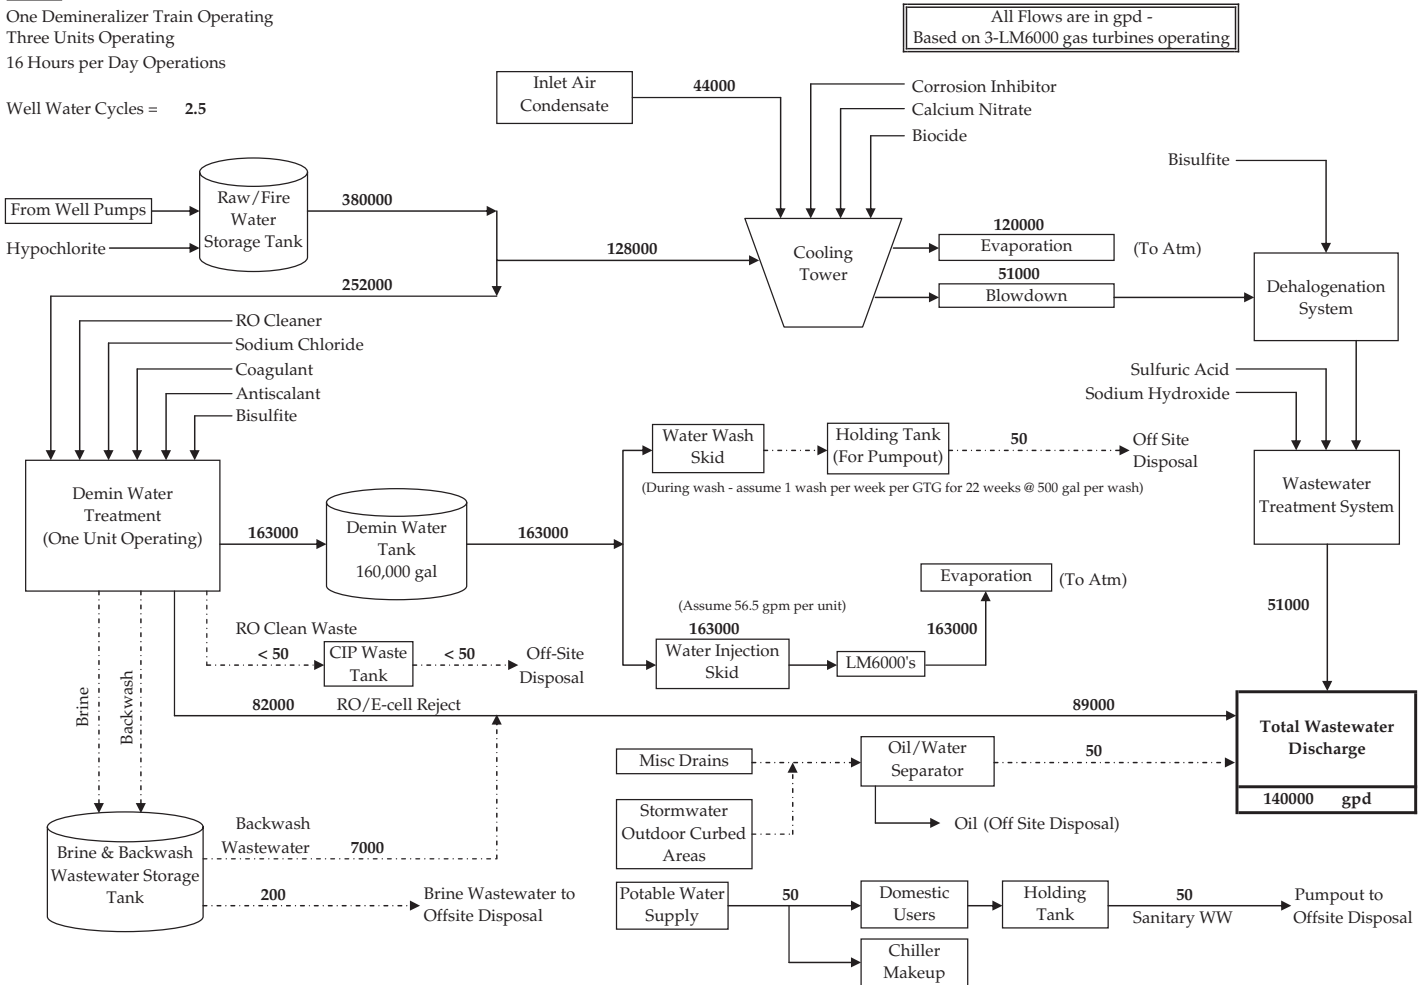 One Demineralizer Train Operating
Three Units Operating
16 Hours per Day Operations
Well Water Cycles = 2.5
All Flows are in gpd -
Based on 3-LM6000 gas turbines operating
Inlet Air
Condensate
44000
Corrosion Inhibitor
Calcium Nitrate
Biocide
Bisulfite
From Well Pumps
Hypochlorite
Raw/Fire
Water
Storage Tank
380000
252000
128000
Cooling
Tower
120000
Evaporation
(To Atm)
51000
Blowdown
Dehalogenation
System
RO Cleaner
Sodium Chloride
Coagulant
Antiscalant
Bisulfite
Sulfuric Acid
Sodium Hydroxide
Demin Water
Treatment
(One Unit Operating)
163000
Demin Water
Tank
160,000 gal
163000
Water Wash
Skid
Holding Tank
(For Pumpout)
50
Off Site
Disposal
(During wash - assume 1 wash per week per GTG for 22 weeks @ 500 gal per wash)
Wastewater
Treatment System
51000
Evaporation
(To Atm)
(Assume 56.5 gpm per unit)
163000
Water Injection
Skid
LM6000's
163000
RO Clean Waste
< 50
CIP Waste
Tank
< 50
Off-Site
Disposal
Brine
Backwash
82000
RO/E-cell Reject
89000
Total Wastewater
Discharge
140000 gpd
Misc Drains
Oil/Water
Separator
50
Stormwater
Outdoor Curbed
Areas
Oil (Off Site Disposal)
Brine & Backwash
Wastewater Storage
Tank
Backwash
Wastewater
7000
200
Brine Wastewater to
Offsite Disposal
Potable Water
Supply
50
Domestic
Users
Holding
Tank
50
Sanitary WW
Pumpout to
Offsite Disposal
Chiller
Makeup